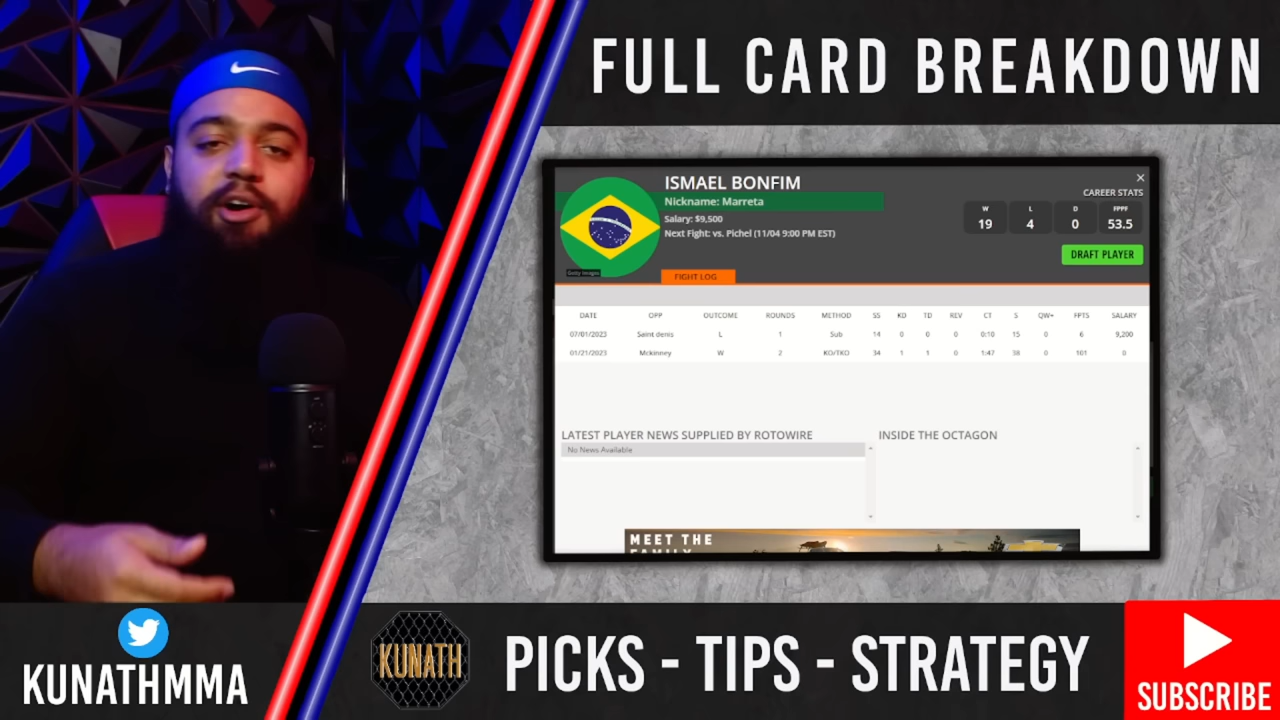 FULL CARD BREAKDOWN
ISMAEL BONFIM
Nickname: Marreta
Salary: $9,500
Next Fight: vs. Pichel (11/04 9:00 PM EST)
CAREER STATS
W L D FPPF
19 4 0 53.5
DRAFT PLAYER
Getty Images
FIGHT LOG
DATE OPP OUTCOME ROUNDS METHOD SS KD TD REV CT S QW+ FPTS SALARY
07/01/2023 Saint denis L 1 Sub 14 0 0 0 0:10 15 0 6 9,200
01/21/2023 Mckinney W 2 KO/TKO 34 1 1 0 1:47 38 0 101 0
LATEST PLAYER NEWS SUPPLIED BY ROTOWIRE
No News Available
INSIDE THE OCTAGON
MEET THE
FAMILY
KUNATHMMA
KUNATH
PICKS - TIPS - STRATEGY
SUBSCRIBE